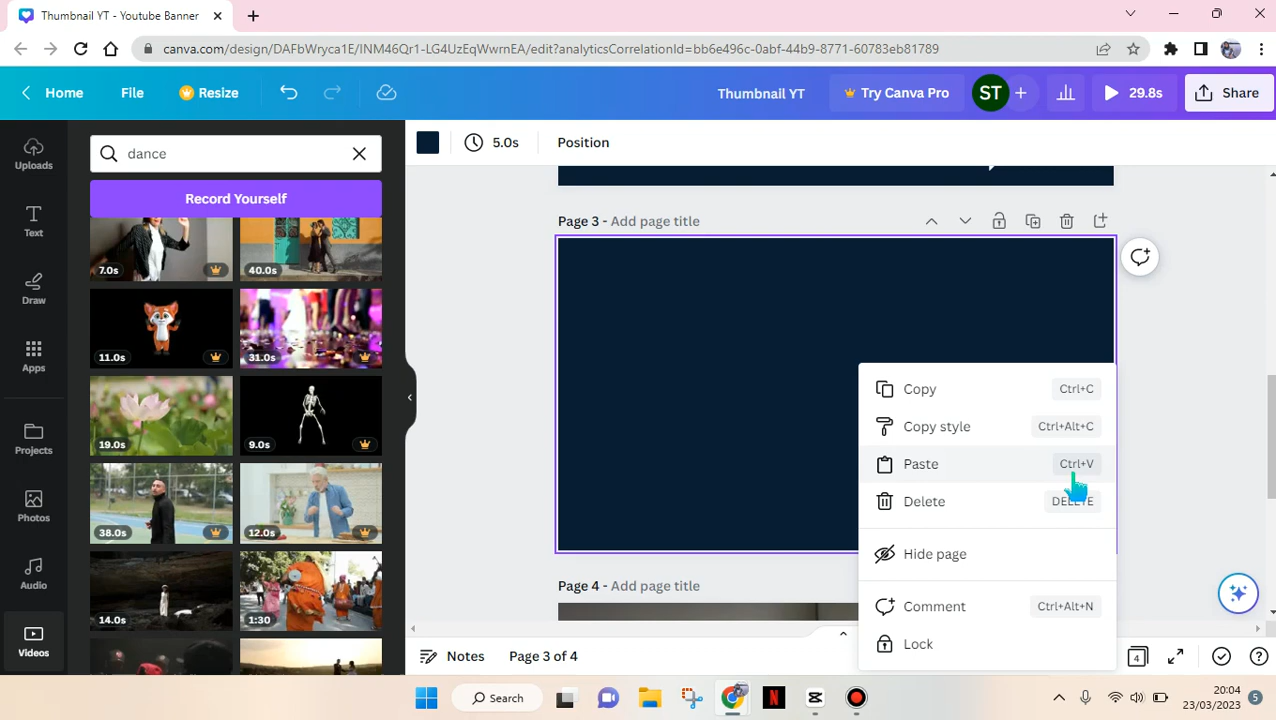 Thumbnail YT - Youtube Banner
canva.com/design/DAFbWryca1E/INM46Qr1-LG4UzEqWwrnEA/edit?analyticsCorrelationId=bb6e496c-0abf-44b9-8771-60783eb81789
Home
File
Resize
Thumbnail YT
Try Canva Pro
ST
29.8s
Share
Uploads
Text
Draw
Apps
Projects
Photos
Audio
Videos
dance
Record Yourself
7.0s
40.0s
11.0s
31.0s
19.0s
9.0s
38.0s
12.0s
14.0s
1:30
5.0s
Position
Page 3 - Add page title
Copy Ctrl+C
Copy style Ctrl+Alt+C
Paste Ctrl+V
Delete DELETE
Hide page
Comment Ctrl+Alt+N
Lock
Page 4 - Add page title
Notes
Page 3 of 4
4
Search
20:04
23/03/2023
5